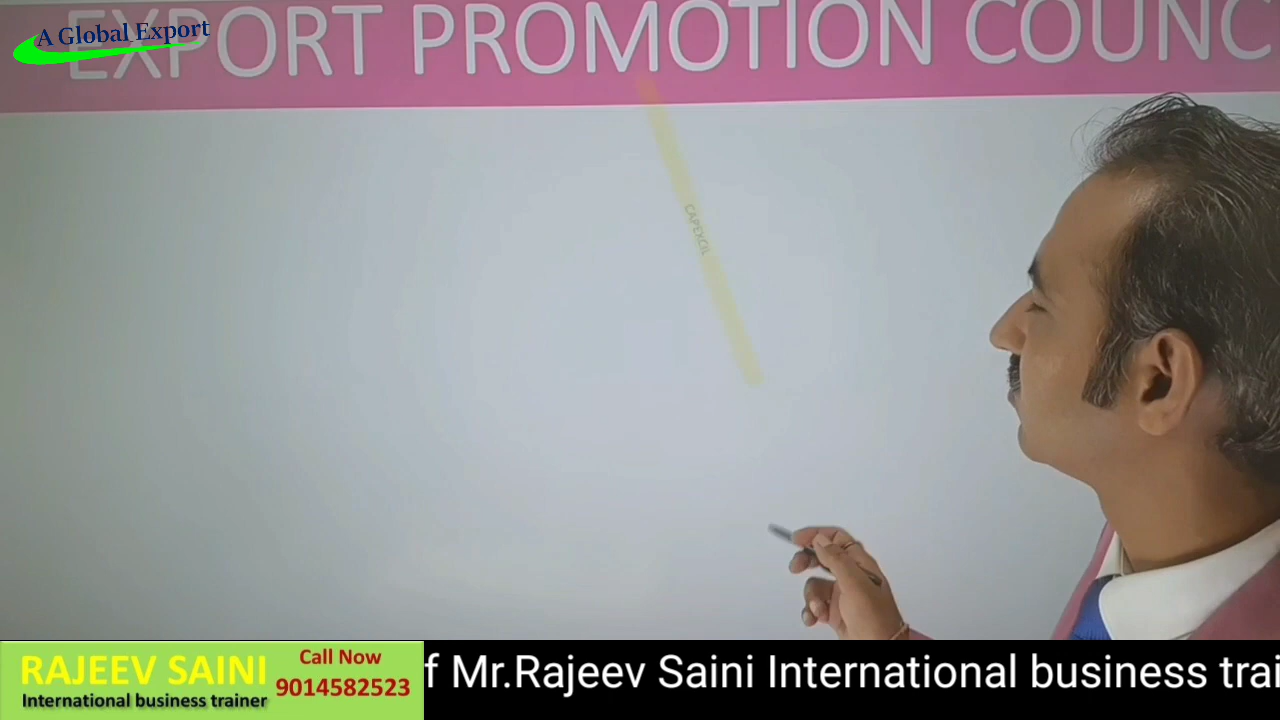 A Global Export
EXPORT PROMOTION COUNC
CAPEXCIL
RAJEEV SAINI
International business trainer
Call Now
9014582523
f Mr.Rajeev Saini International business trai